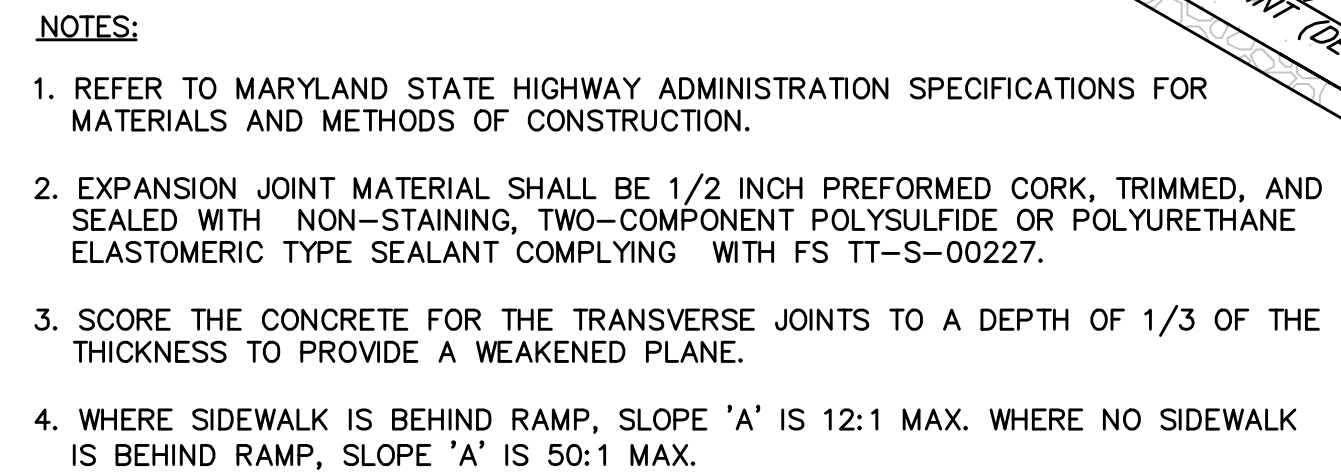 NOTES:
1. REFER TO MARYLAND STATE HIGHWAY ADMINISTRATION SPECIFICATIONS FOR
MATERIALS AND METHODS OF CONSTRUCTION.
2. EXPANSION JOINT MATERIAL SHALL BE 1/2 INCH PREFORMED CORK, TRIMMED, AND
SEALED WITH NON-STAINING, TWO-COMPONENT POLYSULFIDE OR POLYURETHANE
ELASTOMERIC TYPE SEALANT COMPLYING WITH FS TT-S-00227.
3. SCORE THE CONCRETE FOR THE TRANSVERSE JOINTS TO A DEPTH OF 1/3 OF THE
THICKNESS TO PROVIDE A WEAKENED PLANE.
4. WHERE SIDEWALK IS BEHIND RAMP, SLOPE 'A' IS 12:1 MAX. WHERE NO SIDEWALK
IS BEHIND RAMP, SLOPE 'A' IS 50:1 MAX.